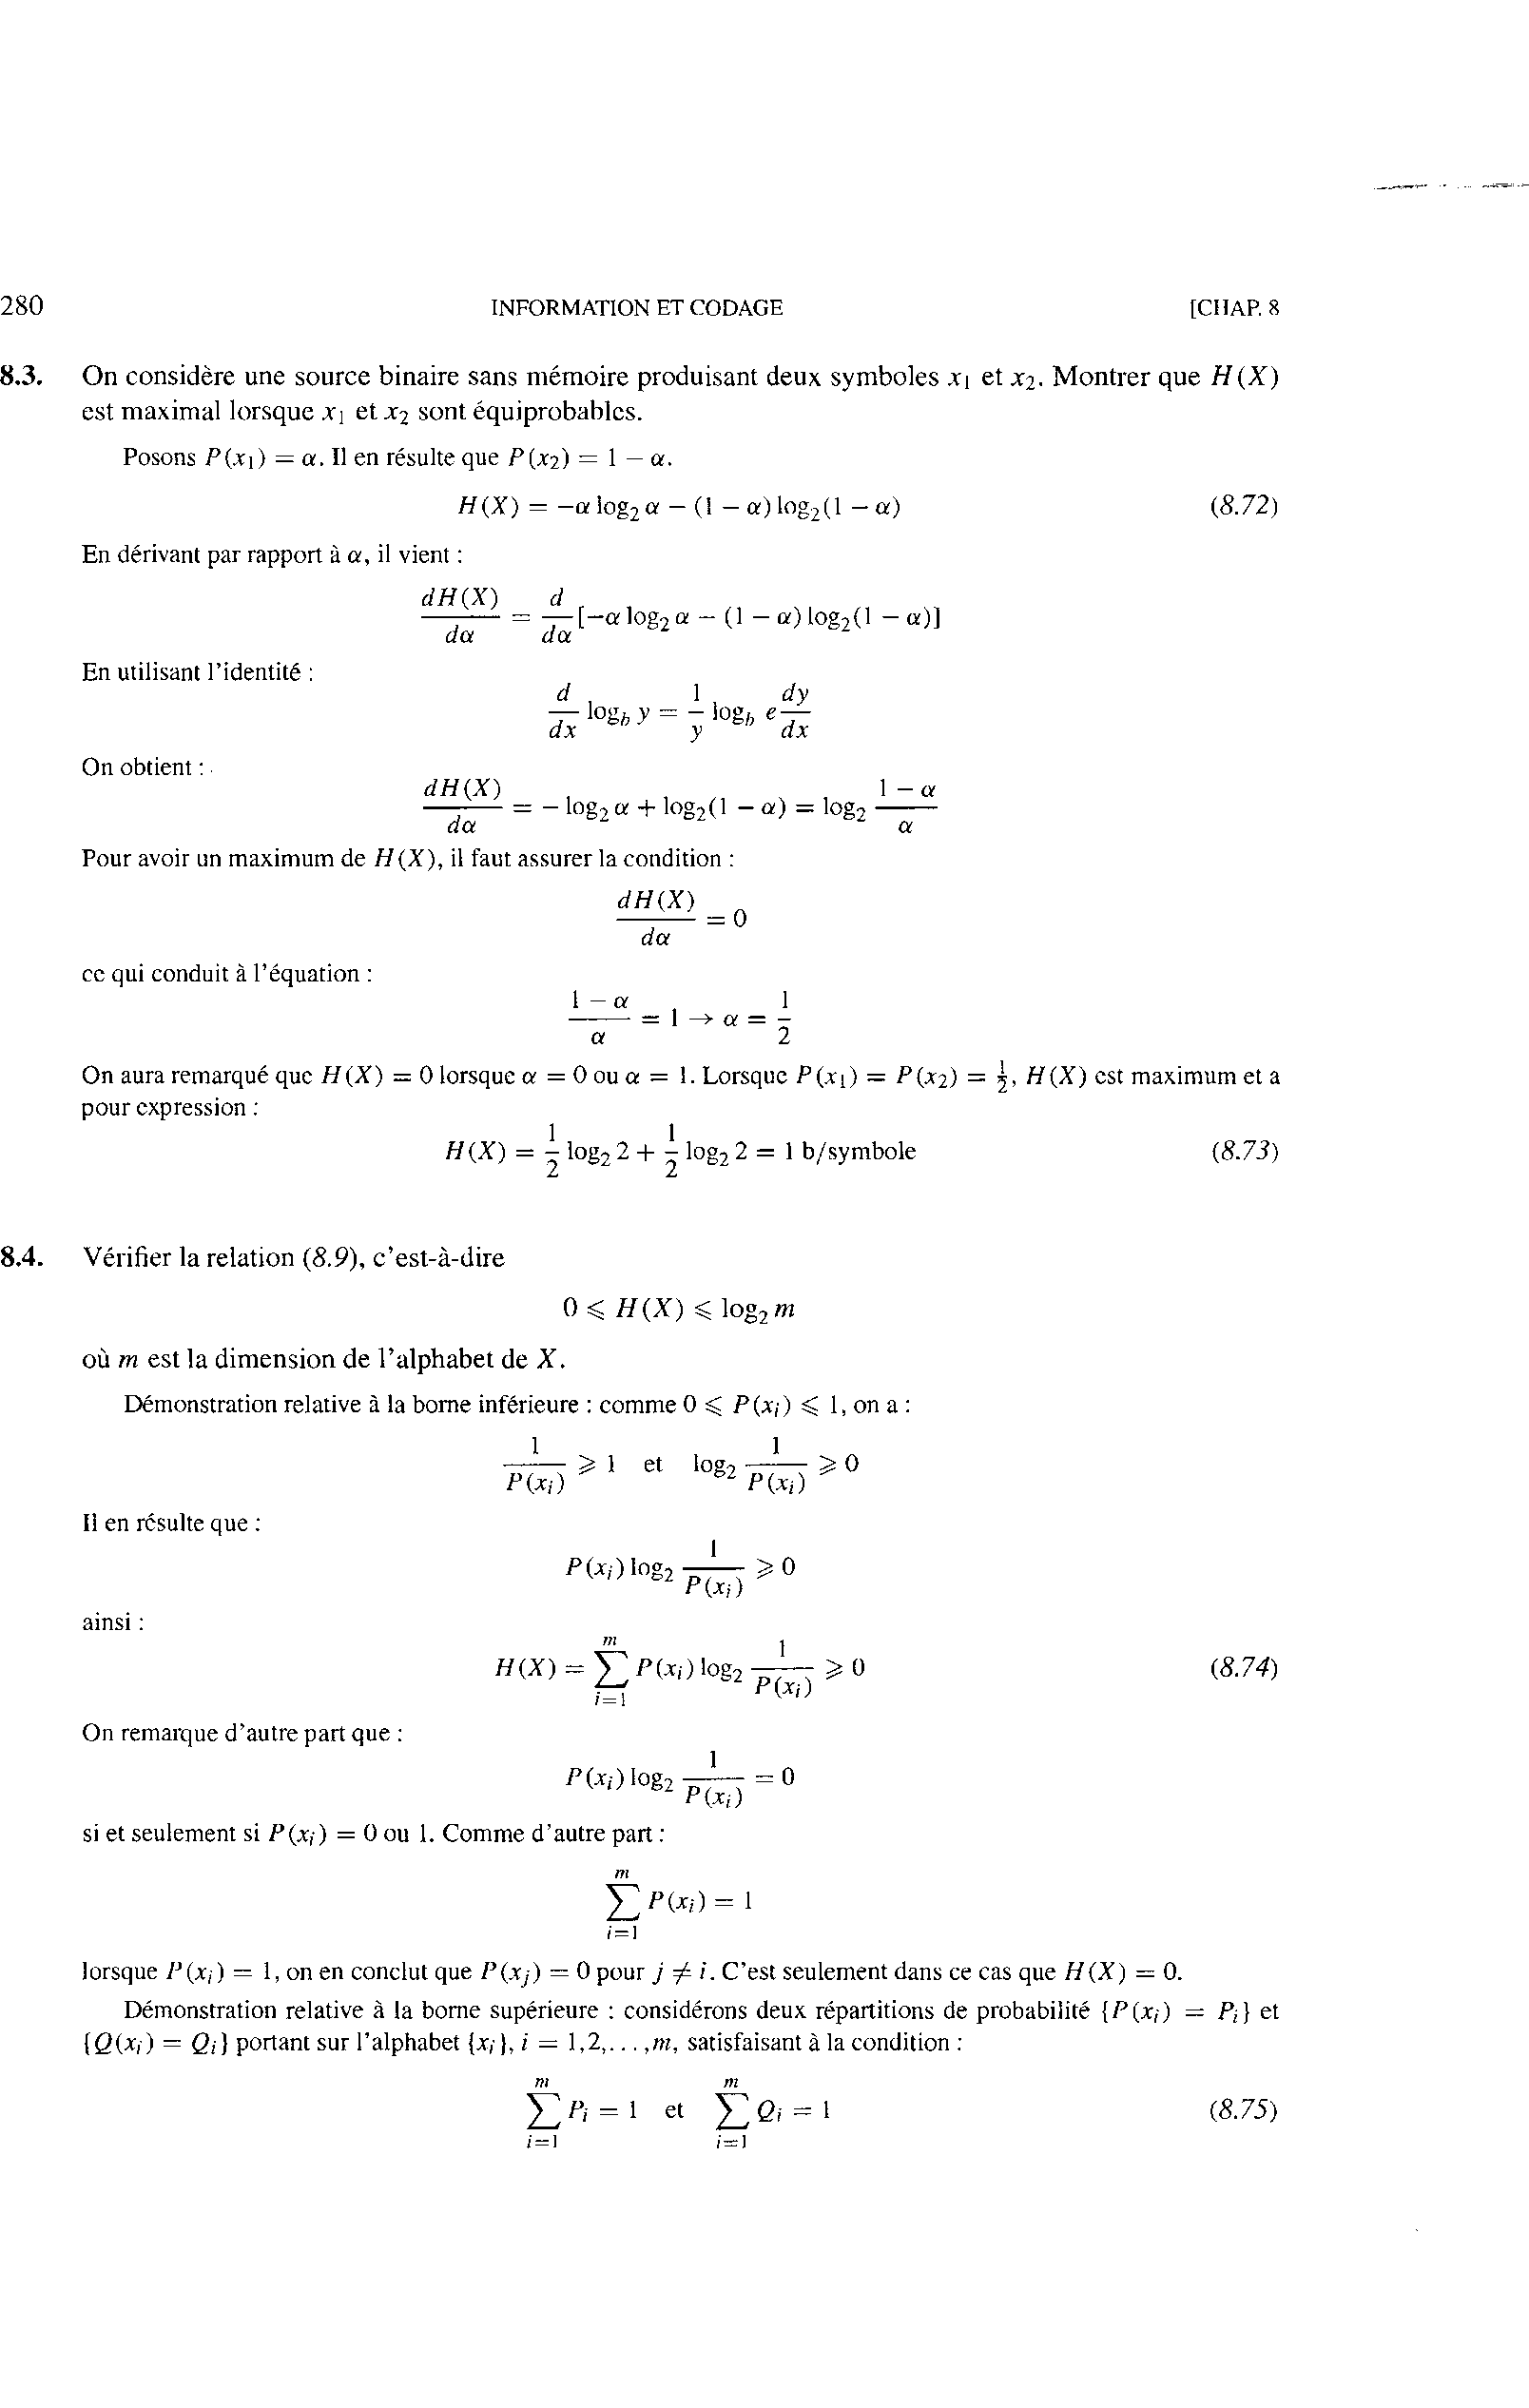 280 INFORMATION ET CODAGE [CHAP. 8
8.3. On considère une source binaire sans mémoire produisant deux symboles x₁ et x₂. Montrer que H(X)
est maximal lorsque x₁ et x₂ sont équiprobables.
Posons P(x₁) = α. Il en résulte que P(x₂) = 1 − α.
H(X) = −α log₂ α − (1 − α) log₂(1 − α) (8.72)
En dérivant par rapport à α, il vient :
dH(X)/dα = d/dα [−α log₂ α − (1 − α) log₂(1 − α)]
En utilisant l'identité :
d/dx log_b y = 1/y log_b e dy/dx
On obtient :
dH(X)/dα = − log₂ α + log₂(1 − α) = log₂ (1 − α)/α
Pour avoir un maximum de H(X), il faut assurer la condition :
dH(X)/dα = 0
ce qui conduit à l'équation :
(1 − α)/α = 1 → α = 1/2
On aura remarqué que H(X) = 0 lorsque α = 0 ou α = 1. Lorsque P(x₁) = P(x₂) = ½, H(X) est maximum et a
pour expression :
H(X) = 1/2 log₂ 2 + 1/2 log₂ 2 = 1 b/symbole (8.73)
8.4. Vérifier la relation (8.9), c'est-à-dire
0 ⩽ H(X) ⩽ log₂ m
où m est la dimension de l'alphabet de X.
Démonstration relative à la borne inférieure : comme 0 ⩽ P(xᵢ) ⩽ 1, on a :
1/P(xᵢ) ⩾ 1 et log₂ 1/P(xᵢ) ⩾ 0
Il en résulte que :
P(xᵢ) log₂ 1/P(xᵢ) ⩾ 0
ainsi :
H(X) = ∑_{i=1}^{m} P(xᵢ) log₂ 1/P(xᵢ) ⩾ 0 (8.74)
On remarque d'autre part que :
P(xᵢ) log₂ 1/P(xᵢ) = 0
si et seulement si P(xᵢ) = 0 ou 1. Comme d'autre part :
∑_{i=1}^{m} P(xᵢ) = 1
lorsque P(xᵢ) = 1, on en conclut que P(xⱼ) = 0 pour j ≠ i. C'est seulement dans ce cas que H(X) = 0.
Démonstration relative à la borne supérieure : considérons deux répartitions de probabilité {P(xᵢ) = Pᵢ} et
{Q(xᵢ) = Qᵢ} portant sur l'alphabet {xᵢ}, i = 1,2,...,m, satisfaisant à la condition :
∑_{i=1}^{m} Pᵢ = 1 et ∑_{i=1}^{m} Qᵢ = 1 (8.75)